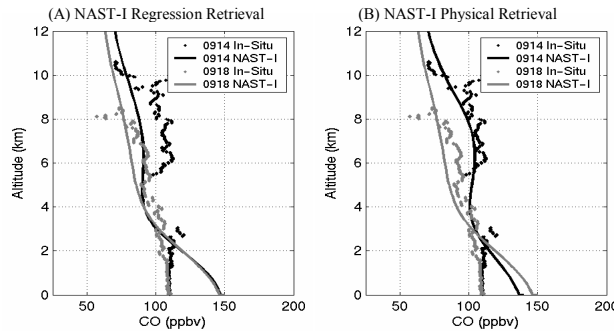 (A) NAST-I Regression Retrieval
12
10
8
6
4
2
0
Altitude (km)
0914 In-Situ
0914 NAST-I
0918 In-Situ
0918 NAST-I
50
100
150
200
CO (ppbv)
(B) NAST-I Physical Retrieval
12
10
8
6
4
2
0
Altitude (km)
0914 In-Situ
0914 NAST-I
0918 In-Situ
0918 NAST-I
50
100
150
200
CO (ppbv)